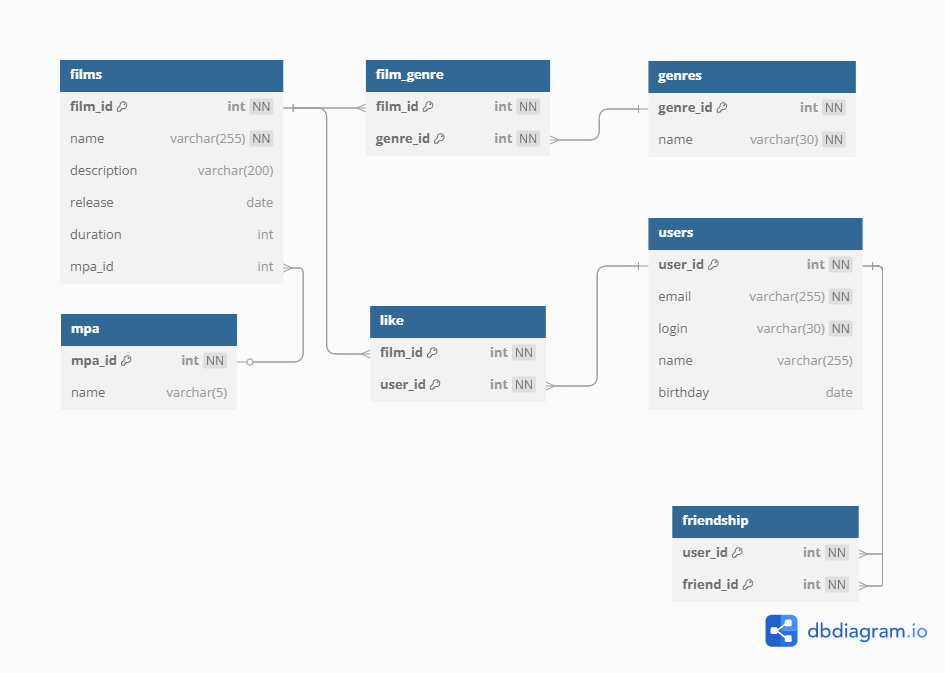 films
film_id int NN
name varchar(255) NN
description varchar(200)
release date
duration int
mpa_id int
film_genre
film_id int NN
genre_id int NN
genres
genre_id int NN
name varchar(30) NN
users
user_id int NN
email varchar(255) NN
login varchar(30) NN
name varchar(255)
birthday date
mpa
mpa_id int NN
name varchar(5)
like
film_id int NN
user_id int NN
friendship
user_id int NN
friend_id int NN
dbdiagram.io